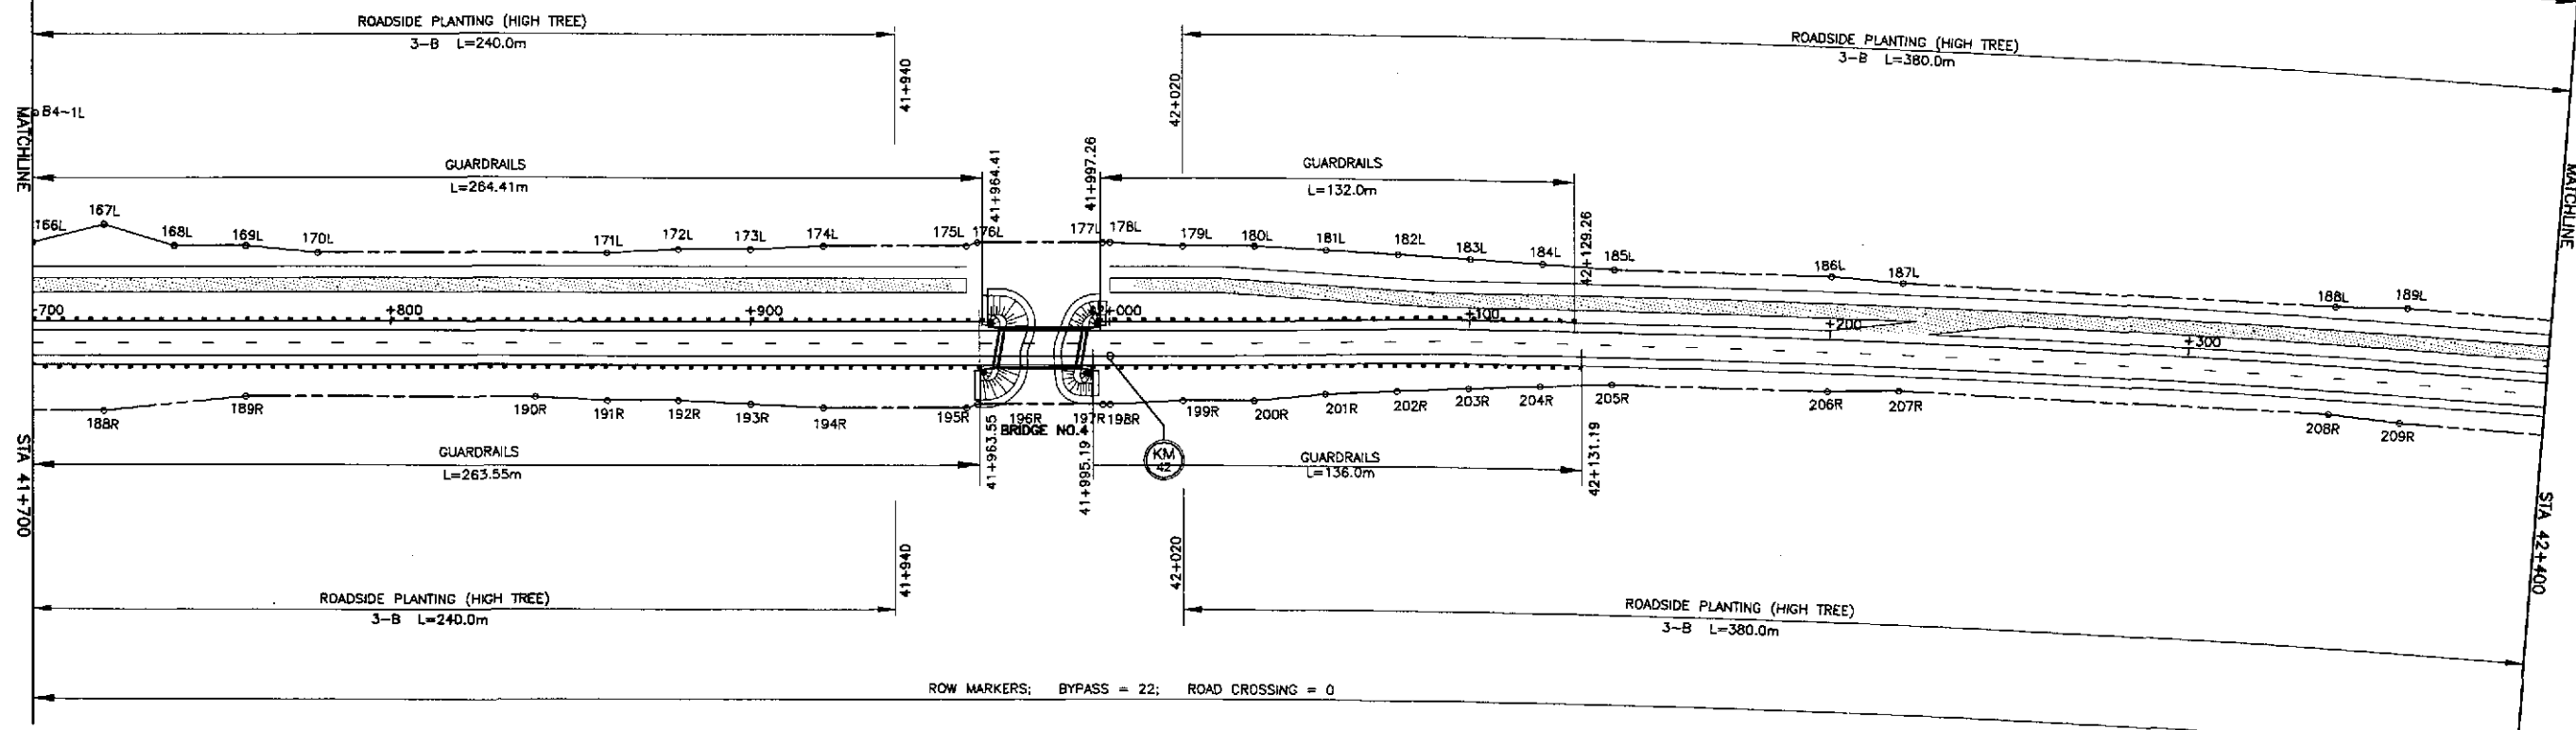 ROADSIDE PLANTING (HIGH TREE)
3-B L=240.0m
41+940
42+020
ROADSIDE PLANTING (HIGH TREE)
3-B L=380.0m
B4-1L
MATCHLINE
MATCHLINE
GUARDRAILS
L=264.41m
41+964.41
41+997.26
GUARDRAILS
L=132.0m
42+129.26
166L 167L 168L 169L 170L 171L 172L 173L 174L 175L 176L 177L 178L 179L 180L 181L 182L 183L 184L 185L 186L 187L 188L 189L
700 +800 +900 42+000 +100 +200 +300
188R 189R 190R 191R 192R 193R 194R 195R 196R 197R 198R 199R 200R 201R 202R 203R 204R 205R 206R 207R 208R 209R
BRIDGE NO.4
KM
42
STA 41+700
GUARDRAILS
L=263.55m
41+963.55
41+995.19
GUARDRAILS
L=136.0m
42+131.19
STA 42+400
41+940
42+020
ROADSIDE PLANTING (HIGH TREE)
3-B L=240.0m
ROADSIDE PLANTING (HIGH TREE)
3-B L=380.0m
ROW MARKERS; BYPASS = 22; ROAD CROSSING = 0